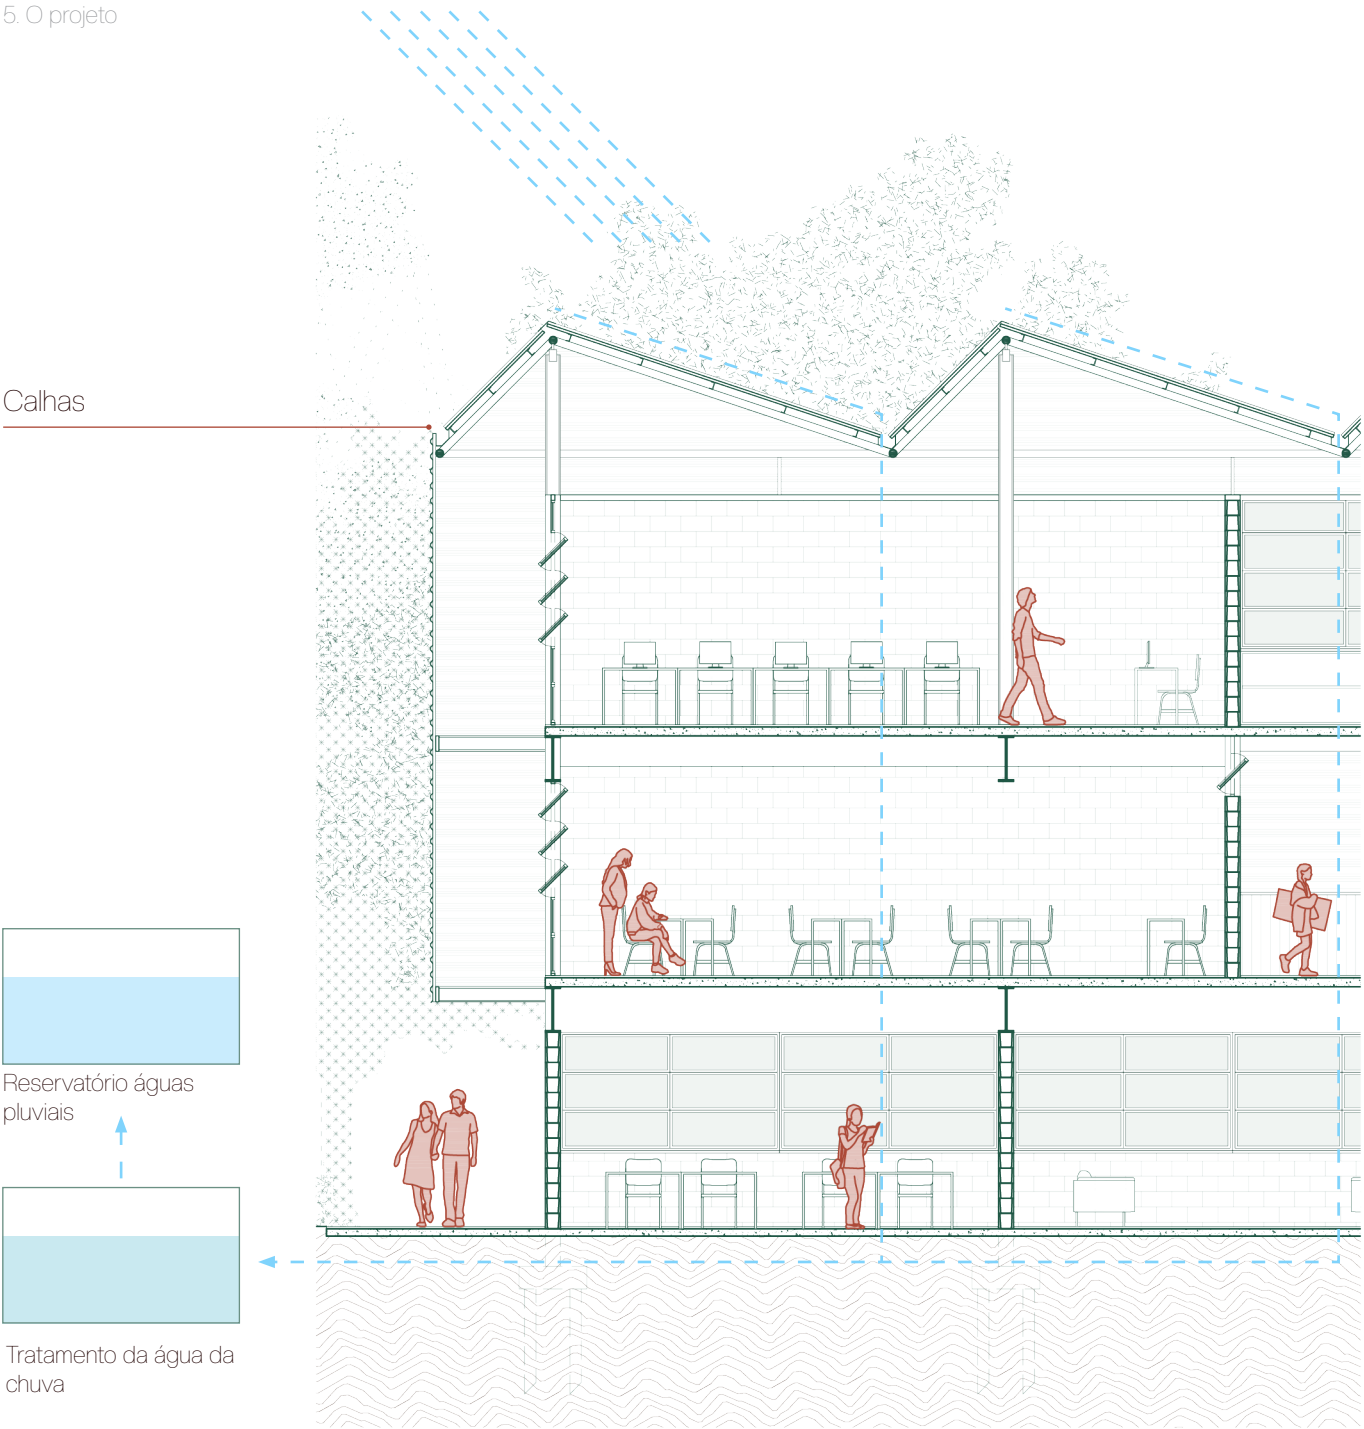 5. O projeto
Calhas
Reservatório águas
pluviais
Tratamento da água da
chuva